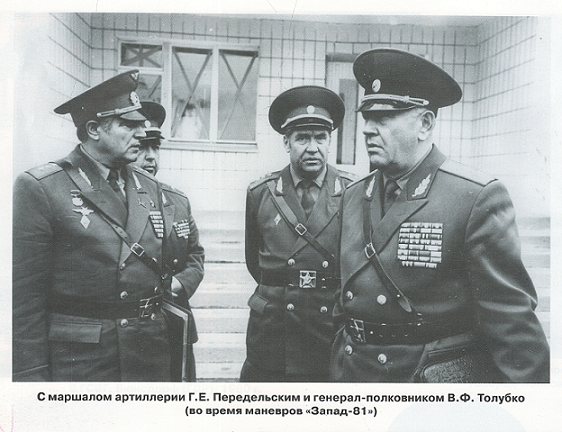 С маршалом артиллерии Г.Е. Передельским и генерал-полковником В.Ф. Толубко
(во время маневров «Запад-81»)